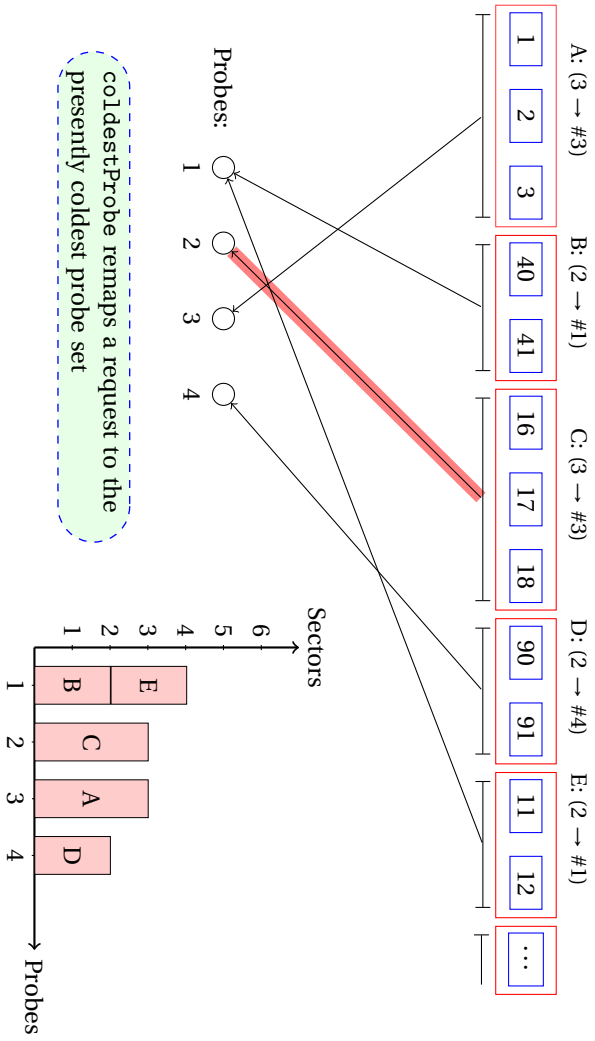 A: (3 → #3)
B: (2 → #1)
C: (3 → #3)
D: (2 → #4)
E: (2 → #1)
1 2 3
40 41
16 17 18
90 91
11 12
...
Probes:
1 2 3 4
coldestProbe remaps a request to the
presently coldest probe set
Sectors
6
5
4
3
2
1
B
E
C
A
D
1 2 3 4
Probes